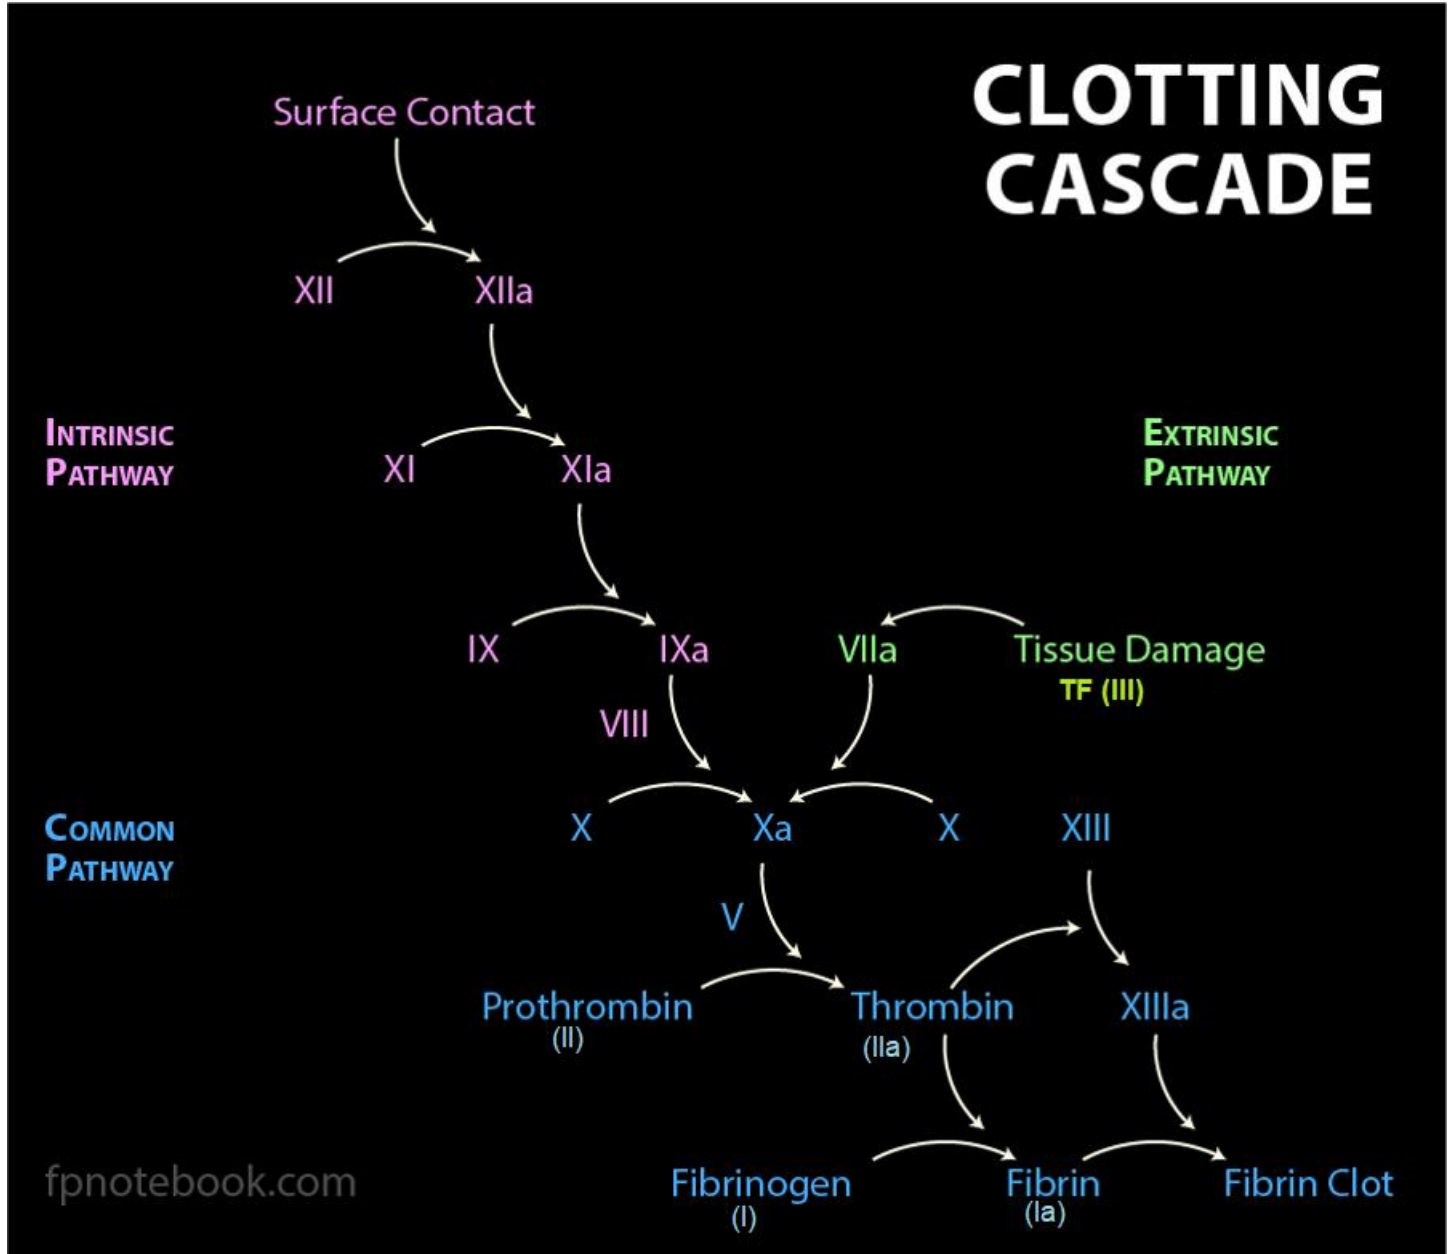 CLOTTING
CASCADE
Surface Contact
XII
XIIa
INTRINSIC
PATHWAY
EXTRINSIC
PATHWAY
XI
XIa
IX
IXa
VIIa
Tissue Damage
TF (III)
VIII
COMMON
PATHWAY
X
Xa
X
XIII
V
Prothrombin
(II)
Thrombin
(IIa)
XIIIa
fpnotebook.com
Fibrinogen
(I)
Fibrin
(Ia)
Fibrin Clot